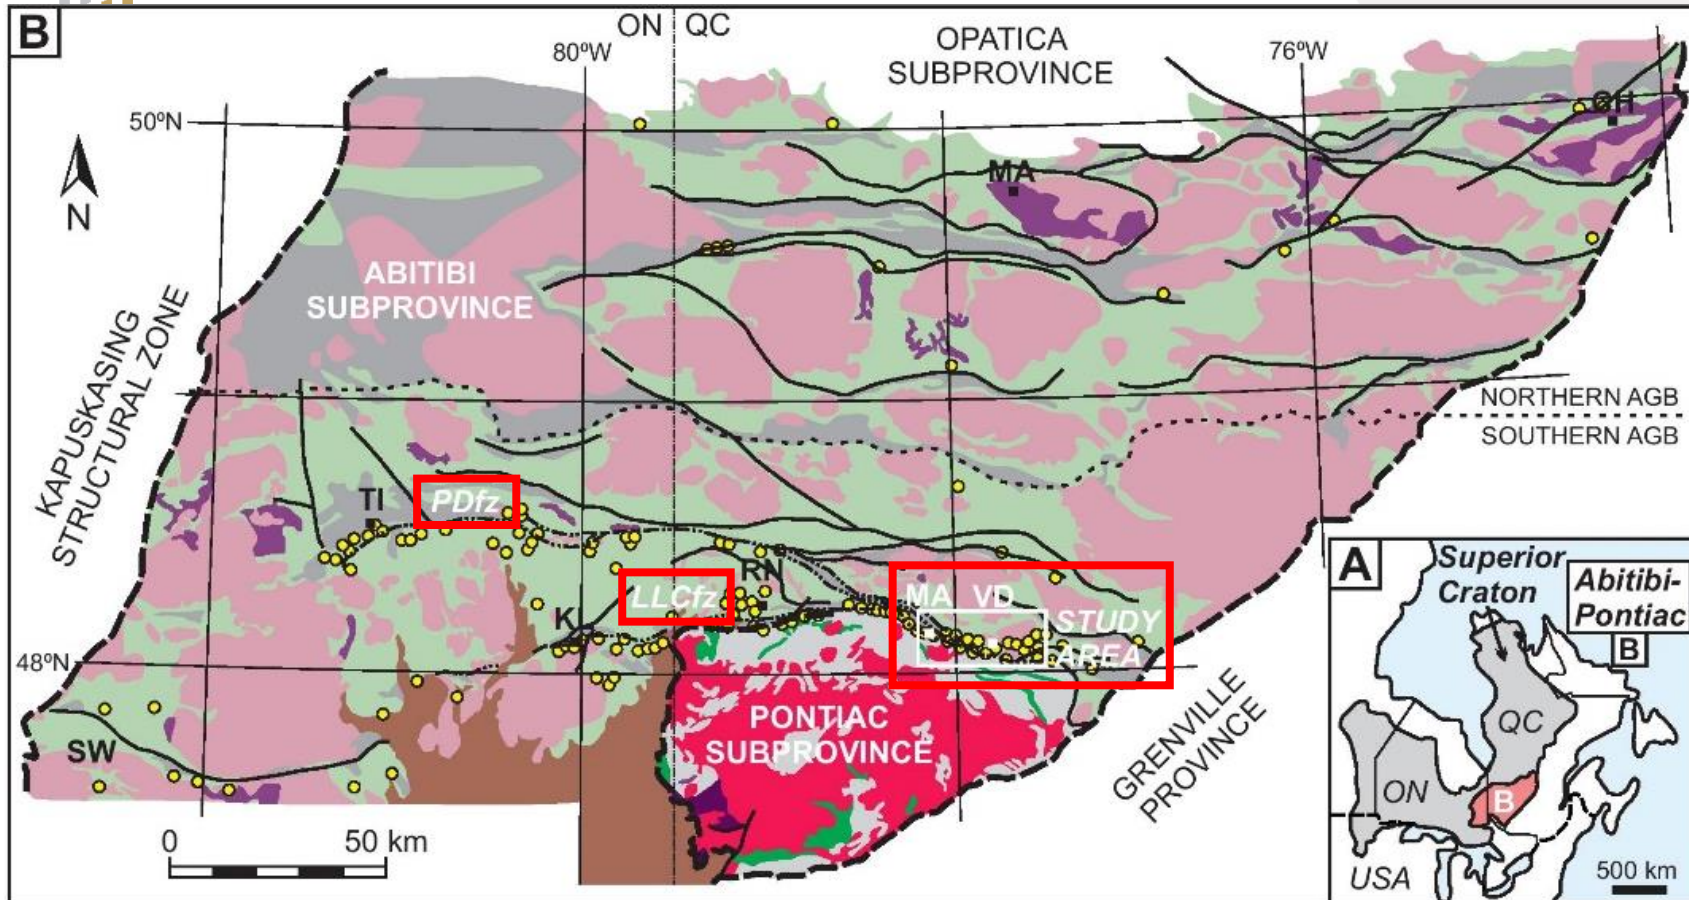 B
ON QC
80ºW
OPATICA
SUBPROVINCE
76ºW
50ºN
CH
MA
N
ABITIBI
SUBPROVINCE
KAPUSKASING
STRUCTURAL ZONE
NORTHERN AGB
SOUTHERN AGB
TI
PDfz
RN
LLCfz
KL
MA VD
STUDY
AREA
48ºN
SW
PONTIAC
SUBPROVINCE
GRENVILLE
PROVINCE
0 50 km
A
Superior
Craton
Abitibi-
Pontiac
B
QC
ON
B
USA
500 km